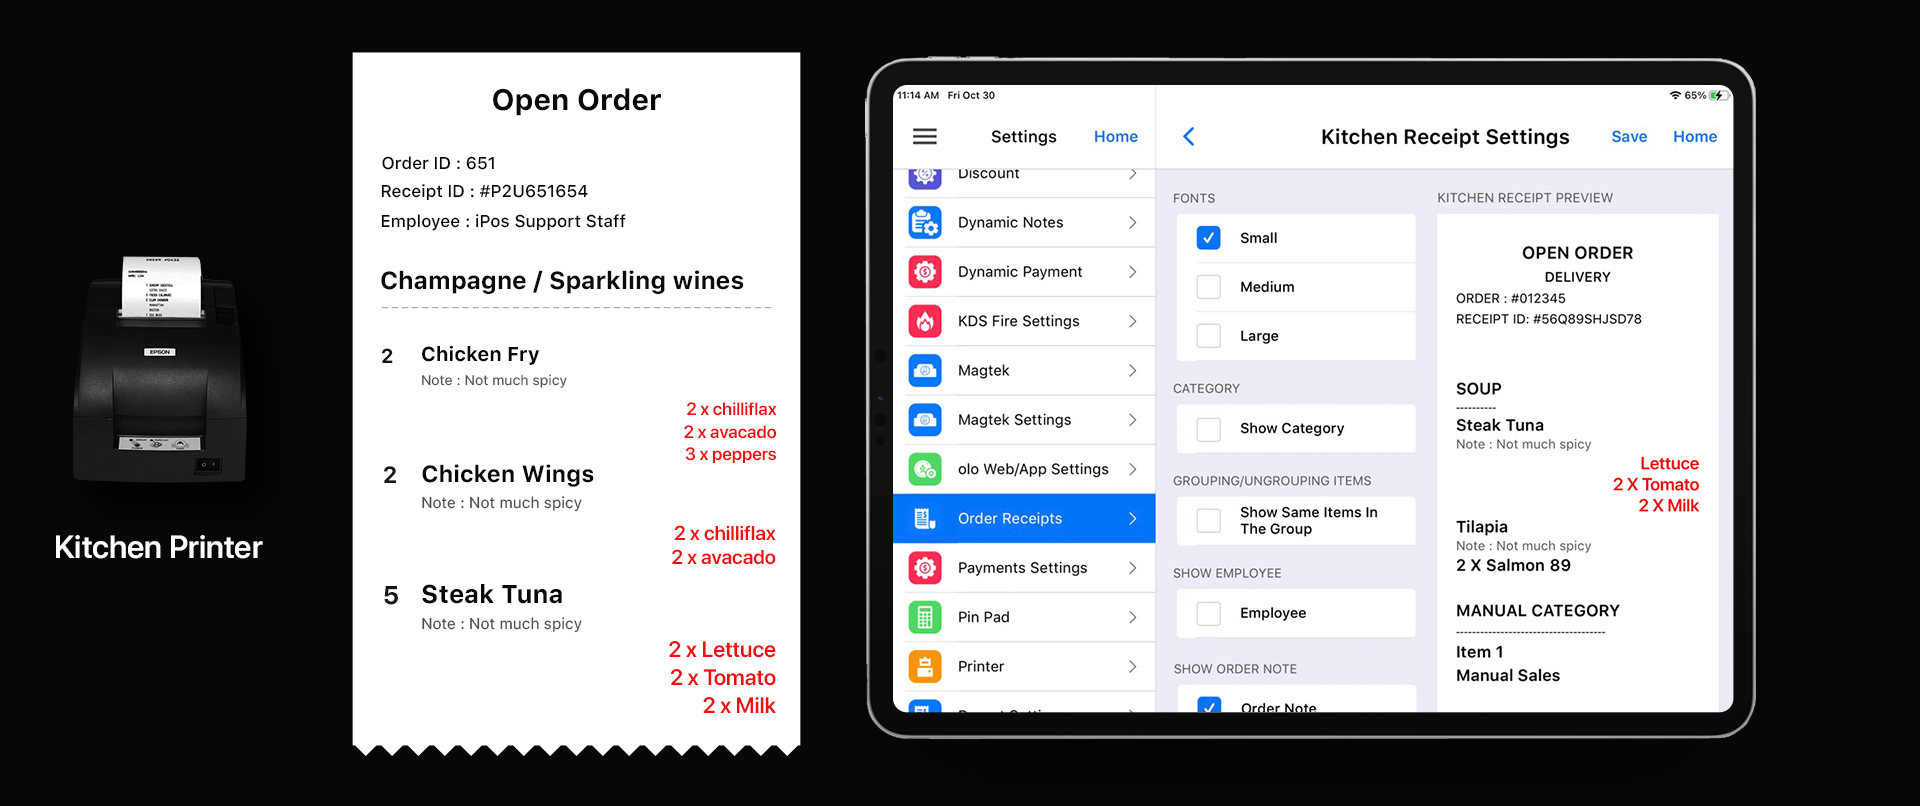 EPSON
Kitchen Printer
Open Order
Order ID : 651
Receipt ID : #P2U651654
Employee : iPos Support Staff
Champagne / Sparkling wines
2 Chicken Fry
Note : Not much spicy
2 x chilliflax
2 x avacado
3 x peppers
2 Chicken Wings
Note : Not much spicy
2 x chilliflax
2 x avacado
5 Steak Tuna
Note : Not much spicy
2 x Lettuce
2 x Tomato
2 x Milk
11:14 AM Fri Oct 30
65%
Settings Home
Discount
Dynamic Notes
Dynamic Payment
KDS Fire Settings
Magtek
Magtek Settings
olo Web/App Settings
Order Receipts
Payments Settings
Pin Pad
Printer
Kitchen Receipt Settings Save Home
FONTS
Small
Medium
Large
CATEGORY
Show Category
GROUPING/UNGROUPING ITEMS
Show Same Items In
The Group
SHOW EMPLOYEE
Employee
SHOW ORDER NOTE
Order Note
KITCHEN RECEIPT PREVIEW
OPEN ORDER
DELIVERY
ORDER : #012345
RECEIPT ID: #56Q89SHJSD78
SOUP
Steak Tuna
Note : Not much spicy
Lettuce
2 X Tomato
2 X Milk
Tilapia
Note : Not much spicy
2 X Salmon 89
MANUAL CATEGORY
Item 1
Manual Sales